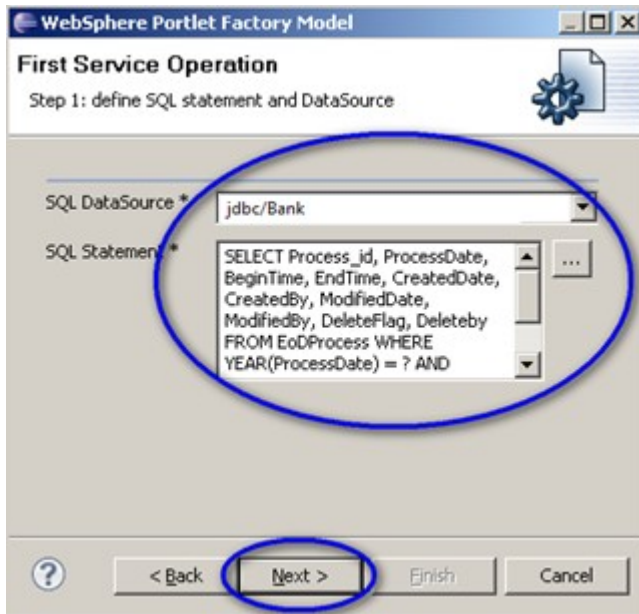 WebSphere Portlet Factory Model
First Service Operation
Step 1: define SQL statement and DataSource
SQL DataSource *
jdbc/Bank
SQL Statement *
SELECT Process_id, ProcessDate,
BeginTime, EndTime, CreatedDate,
CreatedBy, ModifiedDate,
ModifiedBy, DeleteFlag, Deleteby
FROM EoDProcess WHERE
YEAR(ProcessDate) = ? AND
...
?
< Back
Next >
Finish
Cancel